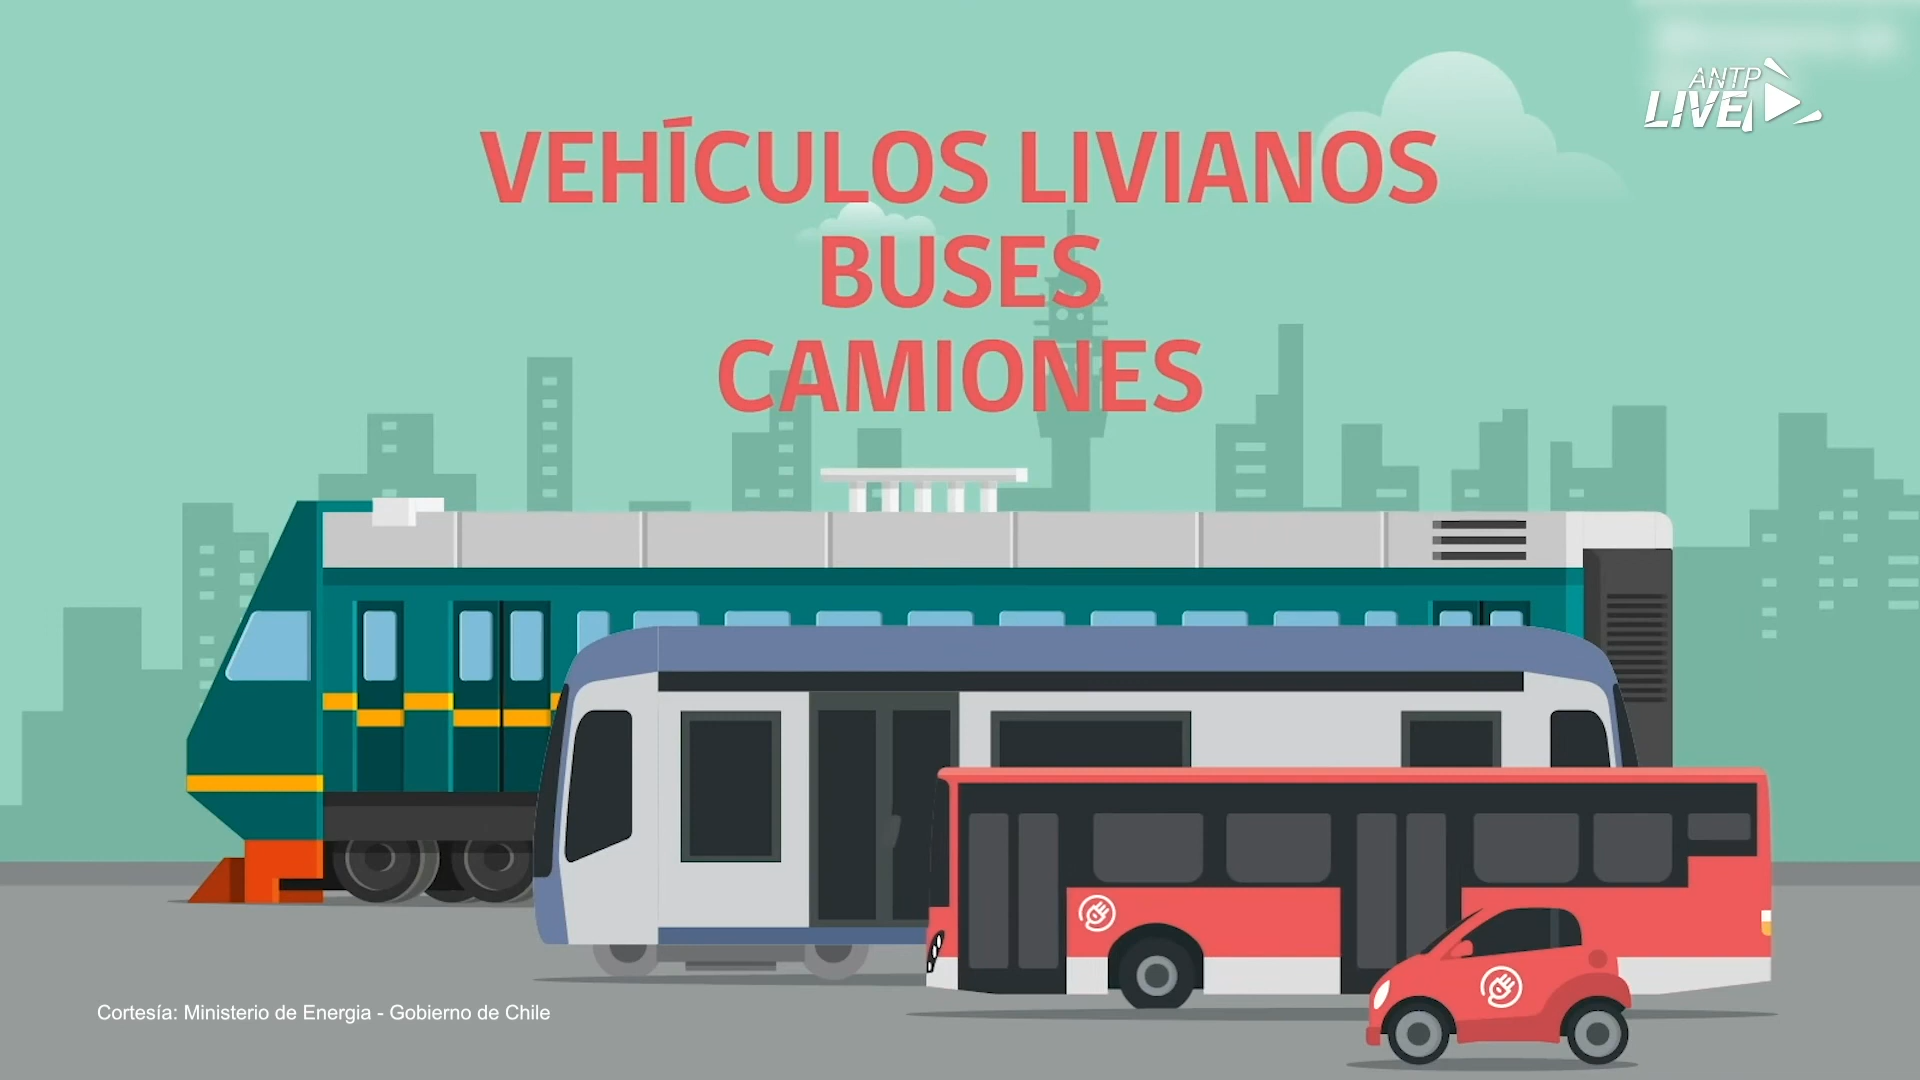 ANTP
LIVE
VEHÍCULOS LIVIANOS
BUSES
CAMIONES
Cortesía: Ministerio de Energia - Gobierno de Chile